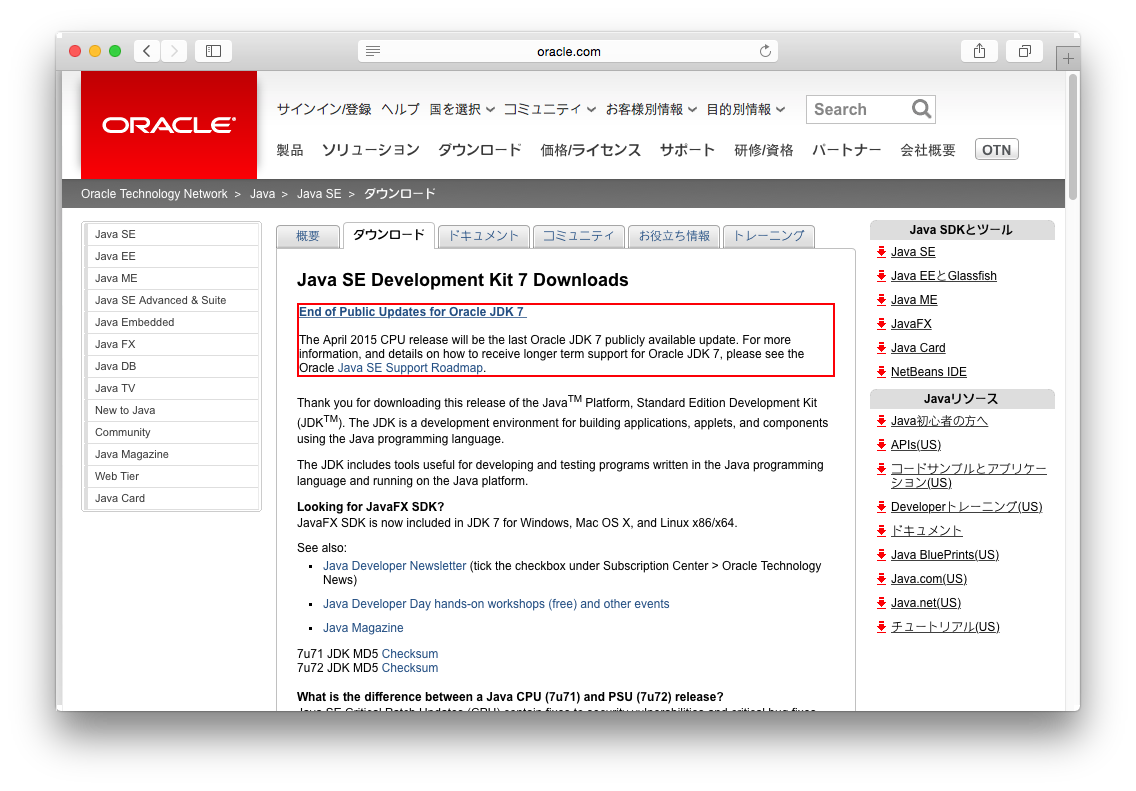 oracle.com
ORACLE
サインイン/登録 ヘルプ 国を選択 コミュニティ お客様別情報 目的別情報 Search
製品 ソリューション ダウンロード 価格/ライセンス サポート 研修/資格 パートナー 会社概要 OTN
Oracle Technology Network > Java > Java SE > ダウンロード
Java SE
Java EE
Java ME
Java SE Advanced & Suite
Java Embedded
Java FX
Java DB
Java TV
New to Java
Community
Java Magazine
Web Tier
Java Card
概要 ダウンロード ドキュメント コミュニティ お役立ち情報 トレーニング
Java SE Development Kit 7 Downloads
End of Public Updates for Oracle JDK 7
The April 2015 CPU release will be the last Oracle JDK 7 publicly available update. For more
information, and details on how to receive longer term support for Oracle JDK 7, please see the
Oracle Java SE Support Roadmap.
Thank you for downloading this release of the Java™ Platform, Standard Edition Development Kit
(JDK™). The JDK is a development environment for building applications, applets, and components
using the Java programming language.
The JDK includes tools useful for developing and testing programs written in the Java programming
language and running on the Java platform.
Looking for JavaFX SDK?
JavaFX SDK is now included in JDK 7 for Windows, Mac OS X, and Linux x86/x64.
See also:
Java Developer Newsletter (tick the checkbox under Subscription Center > Oracle Technology
News)
Java Developer Day hands-on workshops (free) and other events
Java Magazine
7u71 JDK MD5 Checksum
7u72 JDK MD5 Checksum
What is the difference between a Java CPU (7u71) and PSU (7u72) release?
Java SE Critical Patch Updates (CPU) contain fixes to security vulnerabilities and critical bug fixes.
Java SDKとツール
Java SE
Java EEとGlassfish
Java ME
JavaFX
Java Card
NetBeans IDE
Javaリソース
Java初心者の方へ
APIs(US)
コードサンプルとアプリケー
ション(US)
Developerトレーニング(US)
ドキュメント
Java BluePrints(US)
Java.com(US)
Java.net(US)
チュートリアル(US)